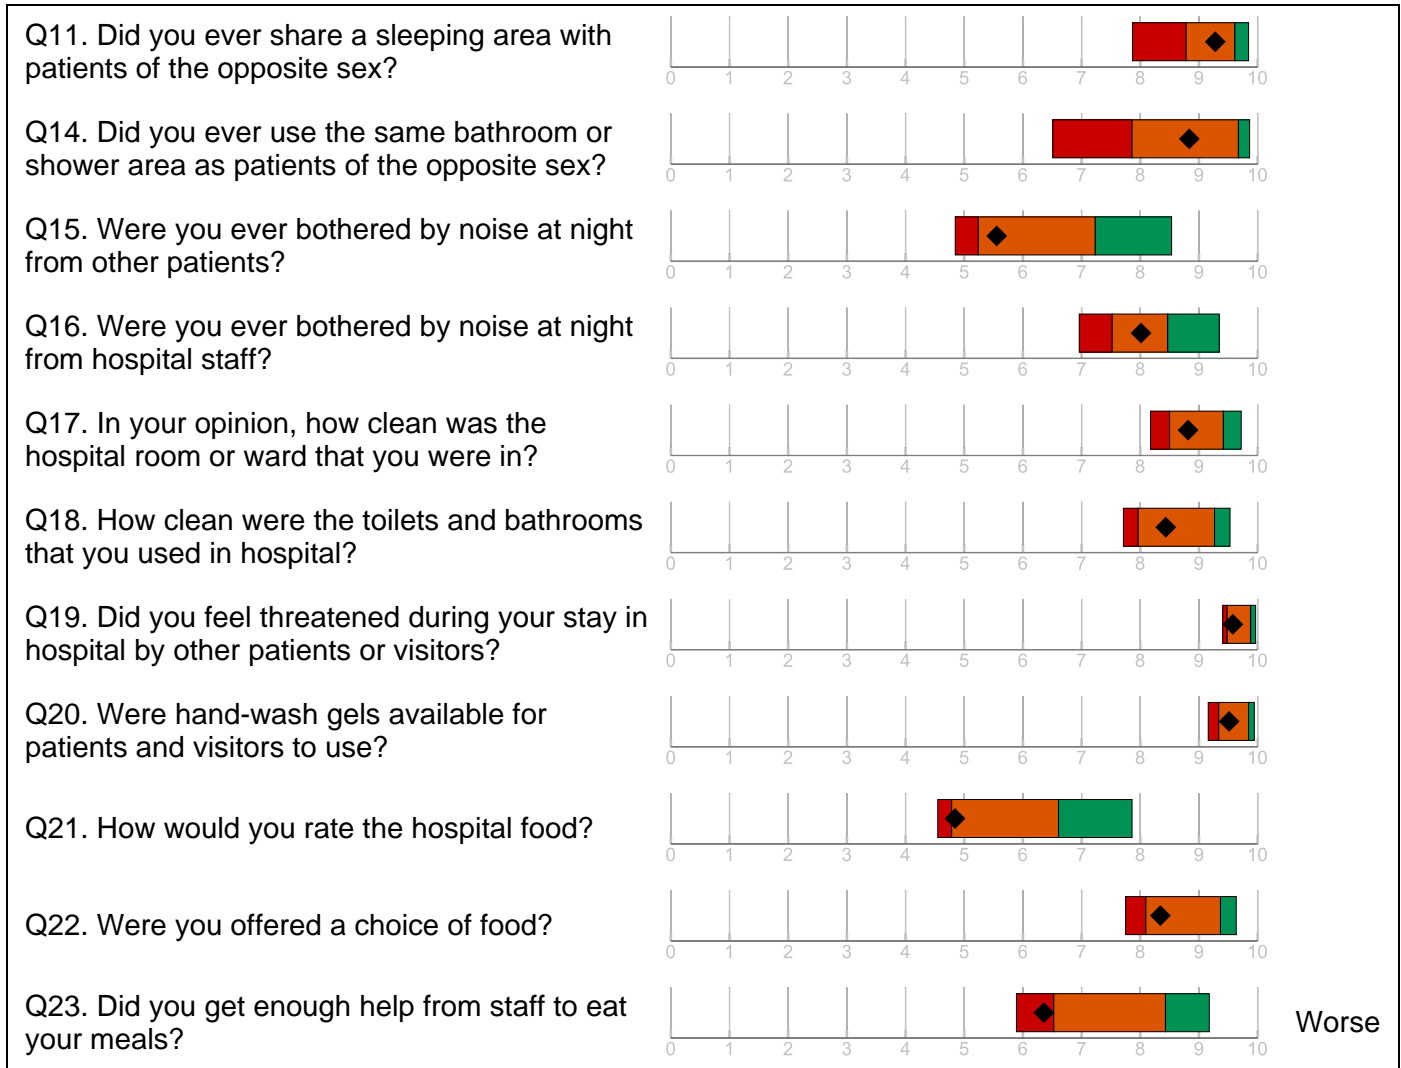 Q11. Did you ever share a sleeping area with
patients of the opposite sex?
0 1 2 3 4 5 6 7 8 9 10
Q14. Did you ever use the same bathroom or
shower area as patients of the opposite sex?
0 1 2 3 4 5 6 7 8 9 10
Q15. Were you ever bothered by noise at night
from other patients?
0 1 2 3 4 5 6 7 8 9 10
Q16. Were you ever bothered by noise at night
from hospital staff?
0 1 2 3 4 5 6 7 8 9 10
Q17. In your opinion, how clean was the
hospital room or ward that you were in?
0 1 2 3 4 5 6 7 8 9 10
Q18. How clean were the toilets and bathrooms
that you used in hospital?
0 1 2 3 4 5 6 7 8 9 10
Q19. Did you feel threatened during your stay in
hospital by other patients or visitors?
0 1 2 3 4 5 6 7 8 9 10
Q20. Were hand-wash gels available for
patients and visitors to use?
0 1 2 3 4 5 6 7 8 9 10
Q21. How would you rate the hospital food?
0 1 2 3 4 5 6 7 8 9 10
Q22. Were you offered a choice of food?
0 1 2 3 4 5 6 7 8 9 10
Q23. Did you get enough help from staff to eat
your meals?
Worse
0 1 2 3 4 5 6 7 8 9 10